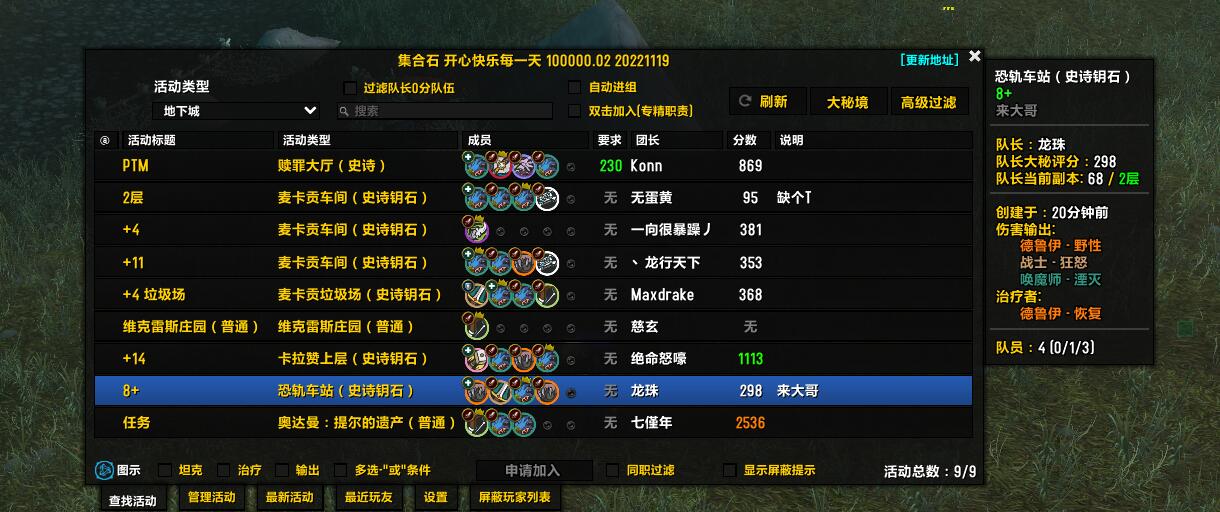 集合石 开心快乐每一天 100000.02 20221119
[更新地址]
活动类型
过滤队长0分队伍
自动进组
地下城
搜索
双击加入(专精职责)
刷新
大秘境
高级过滤
@ 活动标题 活动类型 成员 要求 团长 分数 说明
PTM 赎罪大厅（史诗） 230 Konn 869
2层 麦卡贡车间（史诗钥石） 无 无蛋黄 95 缺个T
+4 麦卡贡车间（史诗钥石） 无 一向很暴躁丿 381
+11 麦卡贡车间（史诗钥石） 无 丶龙行天下 353
+4 垃圾场 麦卡贡垃圾场（史诗钥石） 无 Maxdrake 368
维克雷斯庄园（普通） 维克雷斯庄园（普通） 无 慈玄 无
+14 卡拉赞上层（史诗钥石） 无 绝命怒嚎 1113
8+ 恐轨车站（史诗钥石） 无 龙珠 298 来大哥
任务 奥达曼：提尔的遗产（普通） 无 七僅年 2536
图示 坦克 治疗 输出 多选-"或"条件 申请加入 同职过滤 显示屏蔽提示 活动总数：9/9
查找活动 管理活动 最新活动 最近玩友 设置 屏蔽玩家列表
恐轨车站（史诗钥石）
8+
来大哥
队长：龙珠
队长大秘评分：298
队长当前副本: 68 / 2层
创建于：20分钟前
伤害输出:
德鲁伊 - 野性
战士 - 狂怒
唤魔师 - 湮灭
治疗者:
德鲁伊 - 恢复
队员：4 (0/1/3)